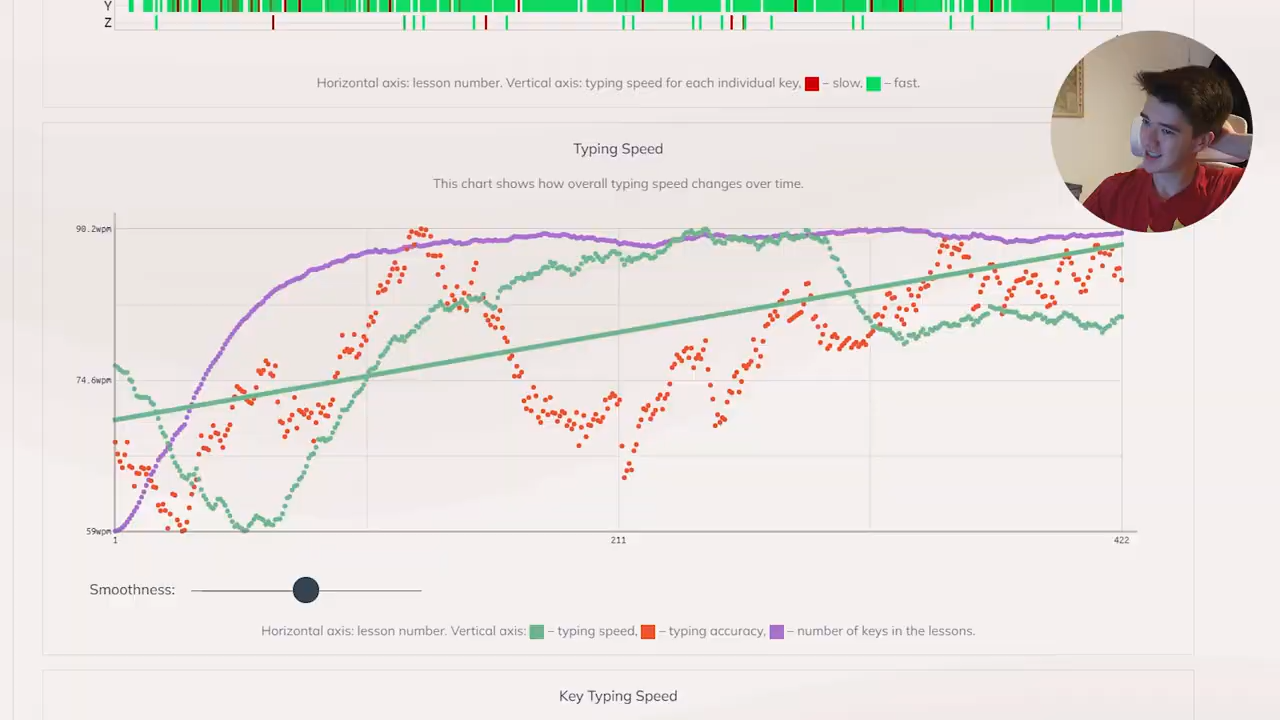 Y
Z
Horizontal axis: lesson number. Vertical axis: typing speed for each individual key, – slow, – fast.
Typing Speed
This chart shows how overall typing speed changes over time.
90.2wpm
74.6wpm
59wpm
1
211
422
Smoothness:
Horizontal axis: lesson number. Vertical axis: – typing speed, – typing accuracy, – number of keys in the lessons.
Key Typing Speed